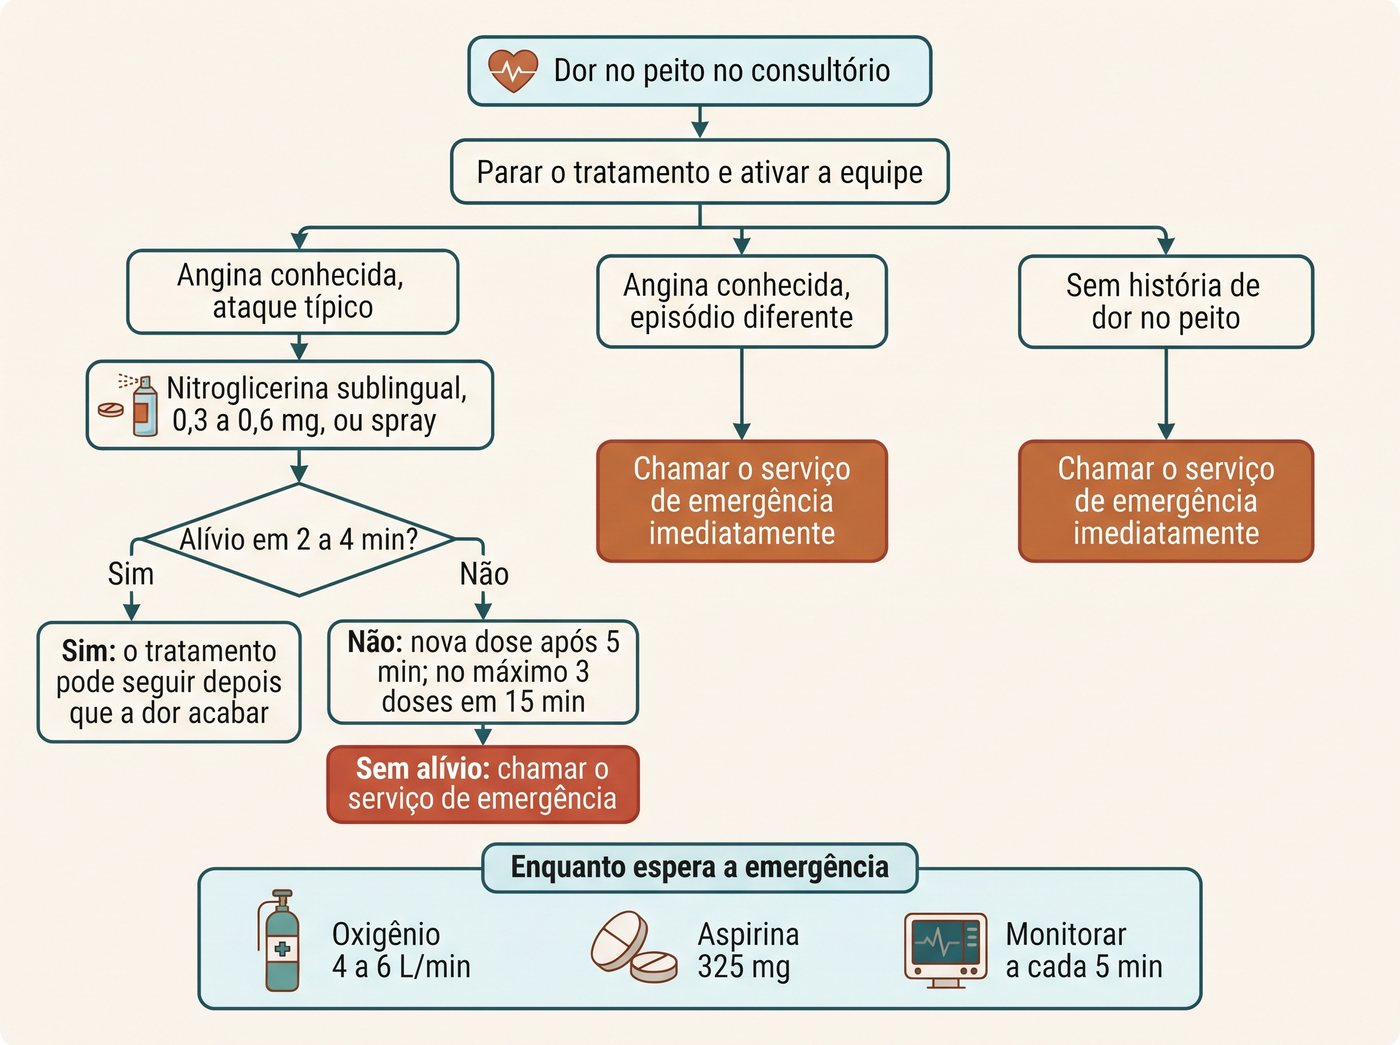 Dor no peito no consultório
Parar o tratamento e ativar a equipe
Angina conhecida,
ataque típico
Angina conhecida,
episódio diferente
Sem história de
dor no peito
Nitroglicerina sublingual,
0,3 a 0,6 mg, ou spray
Chamar o serviço
de emergência
imediatamente
Chamar o serviço
de emergência
imediatamente
Alívio em 2 a 4 min?
Sim
Não
Sim: o tratamento
pode seguir depois
que a dor acabar
Não: nova dose após 5
min; no máximo 3
doses em 15 min
Sem alívio: chamar o
serviço de emergência
Enquanto espera a emergência
Oxigênio
4 a 6 L/min
Aspirina
325 mg
Monitorar
a cada 5 min